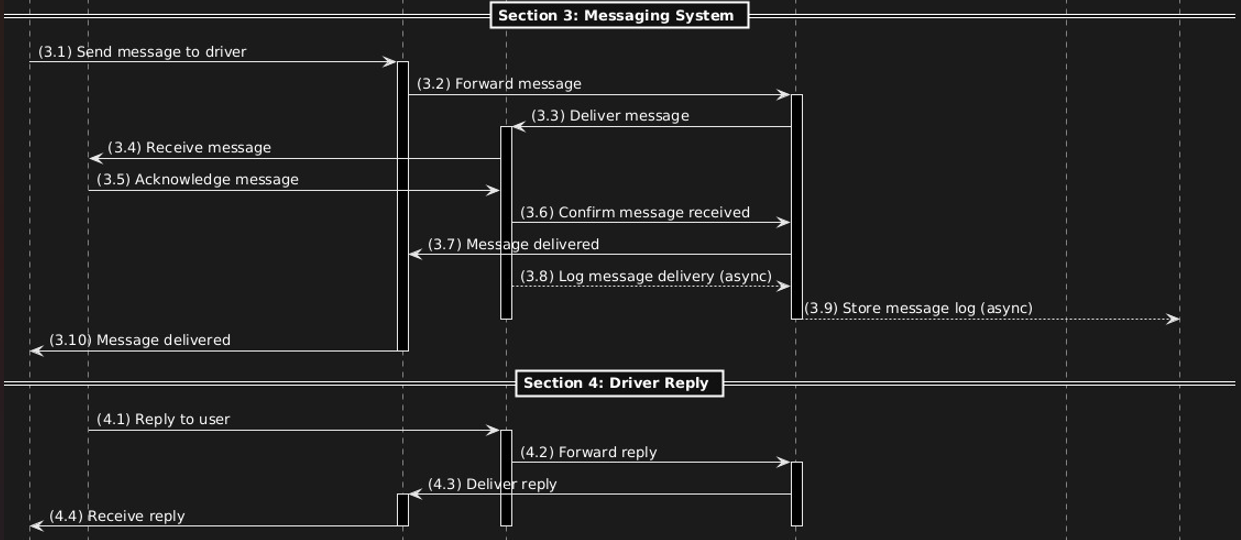 Section 3: Messaging System
(3.1) Send message to driver
(3.2) Forward message
(3.3) Deliver message
(3.4) Receive message
(3.5) Acknowledge message
(3.6) Confirm message received
(3.7) Message delivered
(3.8) Log message delivery (async)
(3.9) Store message log (async)
(3.10) Message delivered
Section 4: Driver Reply
(4.1) Reply to user
(4.2) Forward reply
(4.3) Deliver reply
(4.4) Receive reply